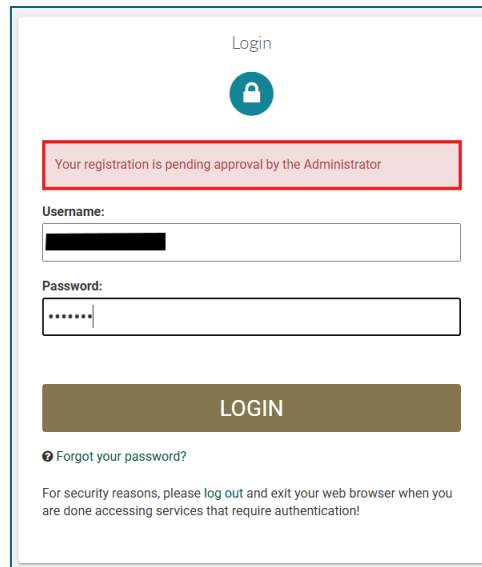 Login
Your registration is pending approval by the Administrator
Username:
Password:
•••••••
LOGIN
Forgot your password?
For security reasons, please log out and exit your web browser when you
are done accessing services that require authentication!